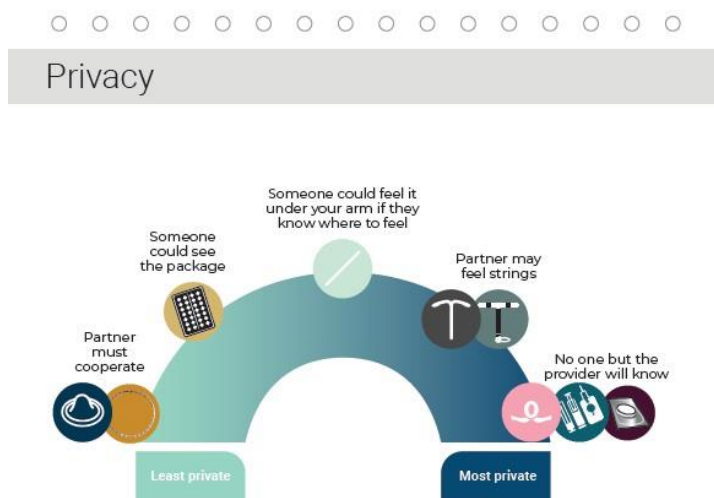 Privacy
Someone could feel it
under your arm if they
know where to feel
Someone
could see
the package
Partner may
feel strings
Partner
must
cooperate
No one but the
provider will know
Least private
Most private